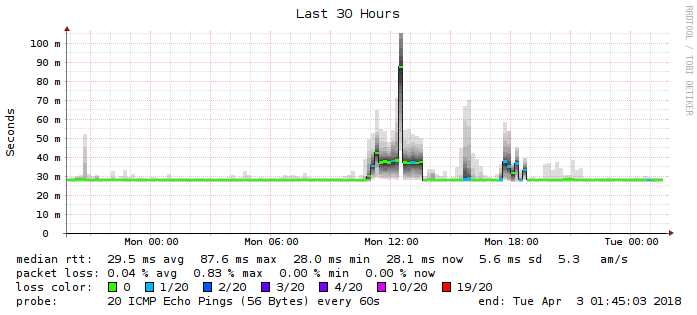 Last 30 Hours
RRDTOOL / TOBI OETIKER
Seconds
100 m
90 m
80 m
70 m
60 m
50 m
40 m
30 m
20 m
10 m
0
Mon 00:00 Mon 06:00 Mon 12:00 Mon 18:00 Tue 00:00
median rtt: 29.5 ms avg 87.6 ms max 28.0 ms min 28.1 ms now 5.6 ms sd 5.3 am/s
packet loss: 0.04 % avg 0.83 % max 0.00 % min 0.00 % now
loss color: 0 1/20 2/20 3/20 4/20 10/20 19/20
probe: 20 ICMP Echo Pings (56 Bytes) every 60s end: Tue Apr 3 01:45:03 2018